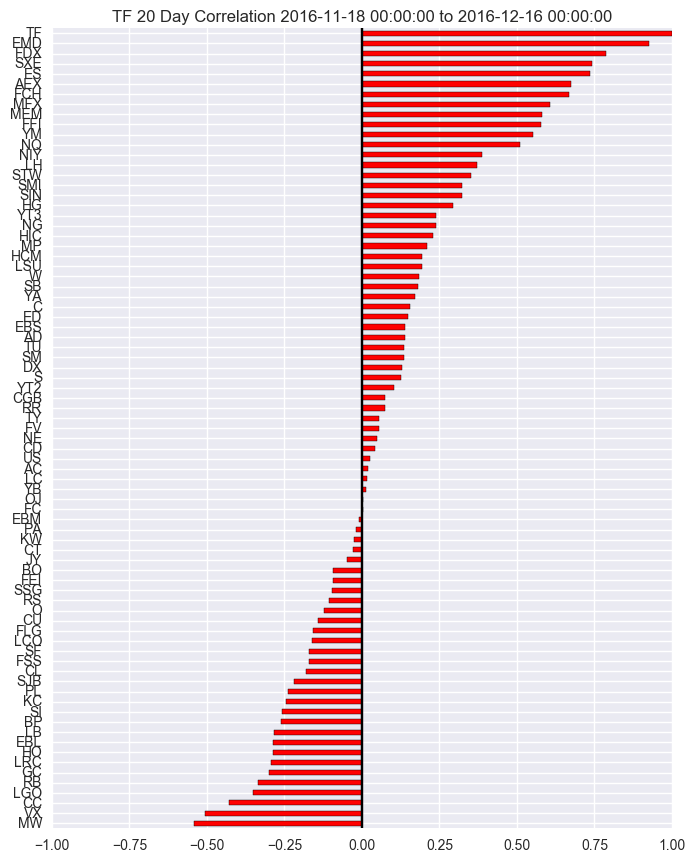 TF 20 Day Correlation 2016-11-18 00:00:00 to 2016-12-16 00:00:00
TF
EMD
FDX
SXE
ES
AEX
FCH
MFX
MEM
FFI
YM
NQ
NIY
LH
STW
SMI
SIN
HG
YT3
NG
HIC
MP
HCM
LSU
W
SB
YA
C
ED
EBS
AD
TU
SM
DX
S
YT2
CGB
RR
TY
FV
NE
CD
US
AC
LC
YB
OJ
FC
EBM
PA
KW
CT
JY
BO
FEI
SSG
RS
O
CU
FLG
LCO
SF
FSS
CL
SJB
PL
KC
SI
BP
LB
EBL
HO
LRC
GC
RB
LGO
CC
VX
MW
−1.00 −0.75 −0.50 −0.25 0.00 0.25 0.50 0.75 1.00